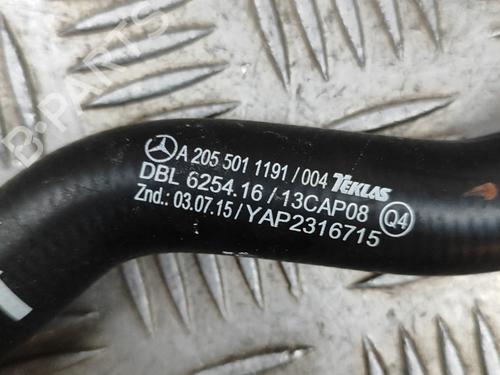 A 205 501 1191 / 004 TEKLAS
DBL 6254.16 / 13CAP08 Q4
Znd.: 03.07.15 / YAP2316715
B-PARTS